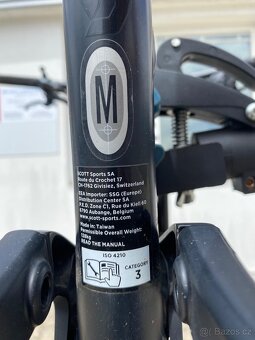 M
SCOTT Sports SA
Route du Crochet 17
CH-1762 Givisiez, Switzerland
EEA Importer: SSG (Europe)
Distribution Center SA
P.E.D. Zone C1, Rue du Kiell 60
6790 Aubange, Belgium
www.scott-sports.com
Made in: Taiwan
Permissible Overall Weight:
128kg
READ THE MANUAL
ISO 4210
CATEGORY
3